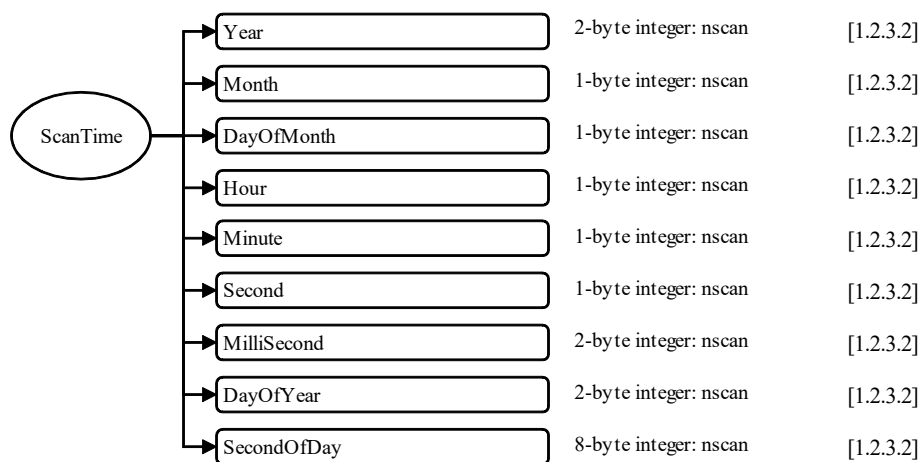 Year 2-byte integer: nscan [1.2.3.2]
Month 1-byte integer: nscan [1.2.3.2]
ScanTime DayOfMonth 1-byte integer: nscan [1.2.3.2]
Hour 1-byte integer: nscan [1.2.3.2]
Minute 1-byte integer: nscan [1.2.3.2]
Second 1-byte integer: nscan [1.2.3.2]
MilliSecond 2-byte integer: nscan [1.2.3.2]
DayOfYear 2-byte integer: nscan [1.2.3.2]
SecondOfDay 8-byte integer: nscan [1.2.3.2]